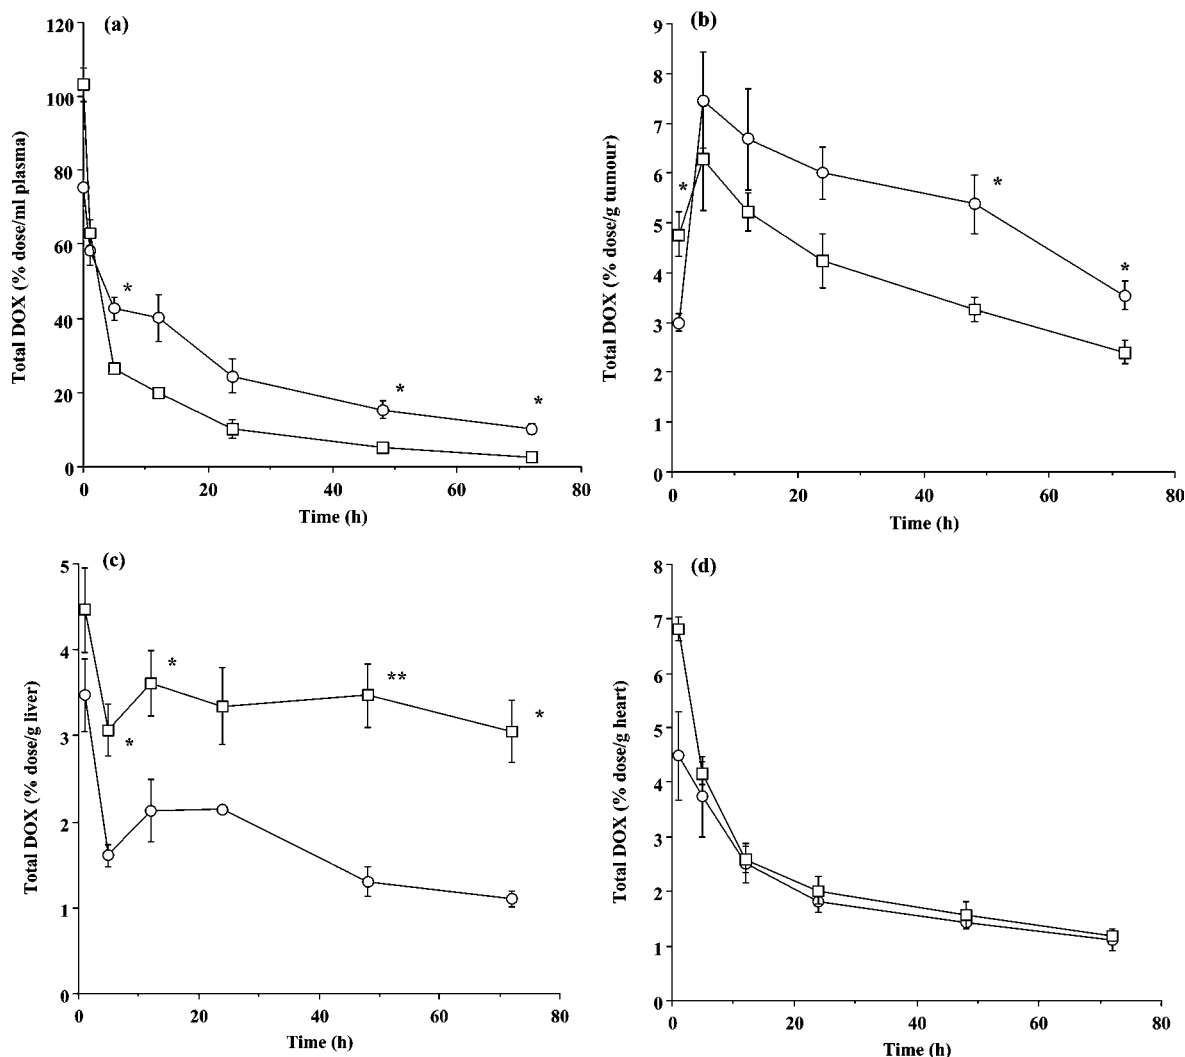 (a)
Total DOX (% dose/ml plasma)
120
100
80
60
40
20
0
*
*
*
0 20 40 60 80
Time (h)
(b)
Total DOX (% dose/g tumour)
9
8
7
6
5
4
3
2
1
0
*
*
*
0 20 40 60 80
Time (h)
(c)
Total DOX (% dose/g liver)
5
4
3
2
1
0
*
*
**
*
0 20 40 60 80
Time (h)
(d)
Total DOX (% dose/g heart)
8
7
6
5
4
3
2
1
0
0 20 40 60 80
Time (h)